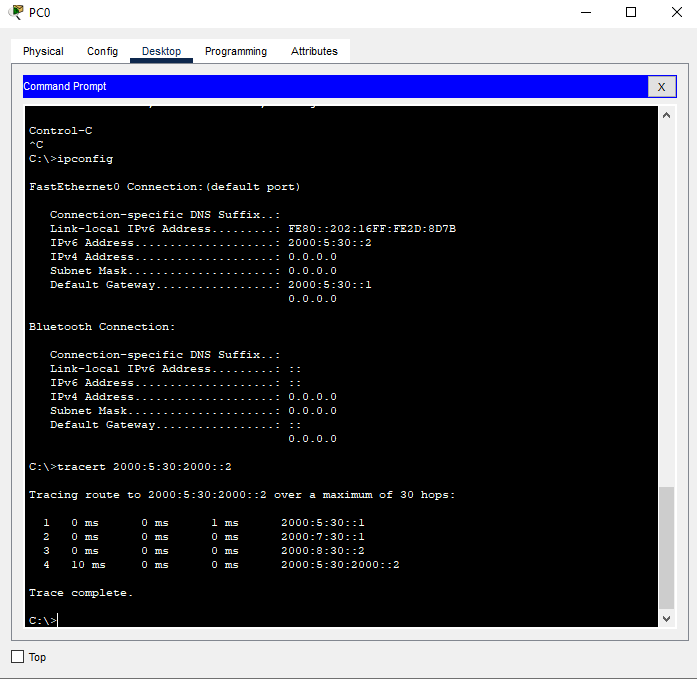 PC0
Physical Config Desktop Programming Attributes
Command Prompt
X
Control-C
^C
C:\>ipconfig
FastEthernet0 Connection:(default port)
Connection-specific DNS Suffix..:
Link-local IPv6 Address.........: FE80::202:16FF:FE2D:8D7B
IPv6 Address....................: 2000:5:30::2
IPv4 Address....................: 0.0.0.0
Subnet Mask.....................: 0.0.0.0
Default Gateway.................: 2000:5:30::1
0.0.0.0
Bluetooth Connection:
Connection-specific DNS Suffix..:
Link-local IPv6 Address.........: ::
IPv6 Address....................: ::
IPv4 Address....................: 0.0.0.0
Subnet Mask.....................: 0.0.0.0
Default Gateway.................: ::
0.0.0.0
C:\>tracert 2000:5:30:2000::2
Tracing route to 2000:5:30:2000::2 over a maximum of 30 hops:
1 0 ms 0 ms 1 ms 2000:5:30::1
2 0 ms 0 ms 0 ms 2000:7:30::1
3 0 ms 0 ms 0 ms 2000:8:30::2
4 10 ms 0 ms 0 ms 2000:5:30:2000::2
Trace complete.
C:\>
Top